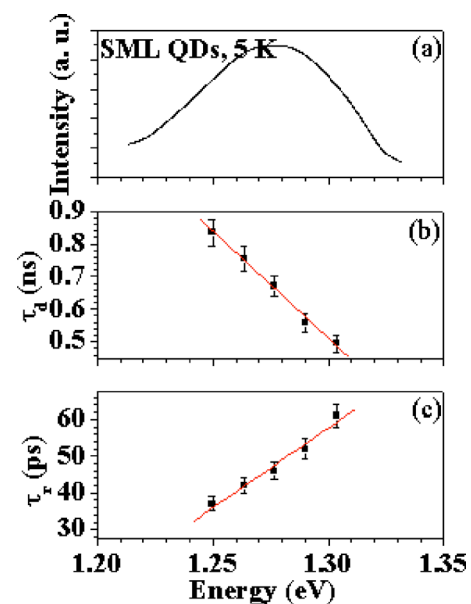 SML QDs, 5 K
(a)
Intensity (a. u.)
0.9
(b)
0.8
0.7
0.6
0.5
τd (ns)
(c)
60
50
40
30
τr (ps)
1.20 1.25 1.30 1.35
Energy (eV)